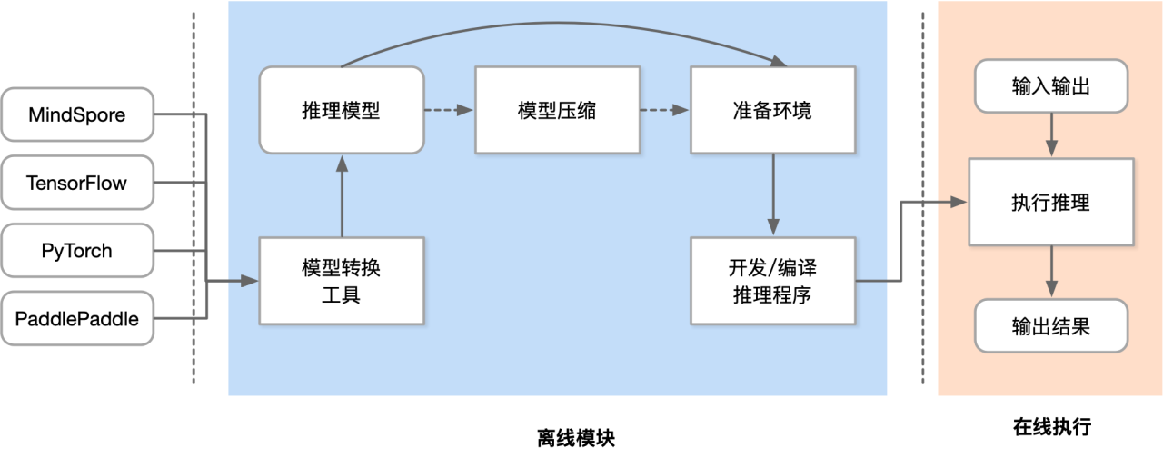 MindSpore
TensorFlow
PyTorch
PaddlePaddle
推理模型
模型压缩
准备环境
模型转换
工具
开发/编译
推理程序
离线模块
输入输出
执行推理
输出结果
在线执行